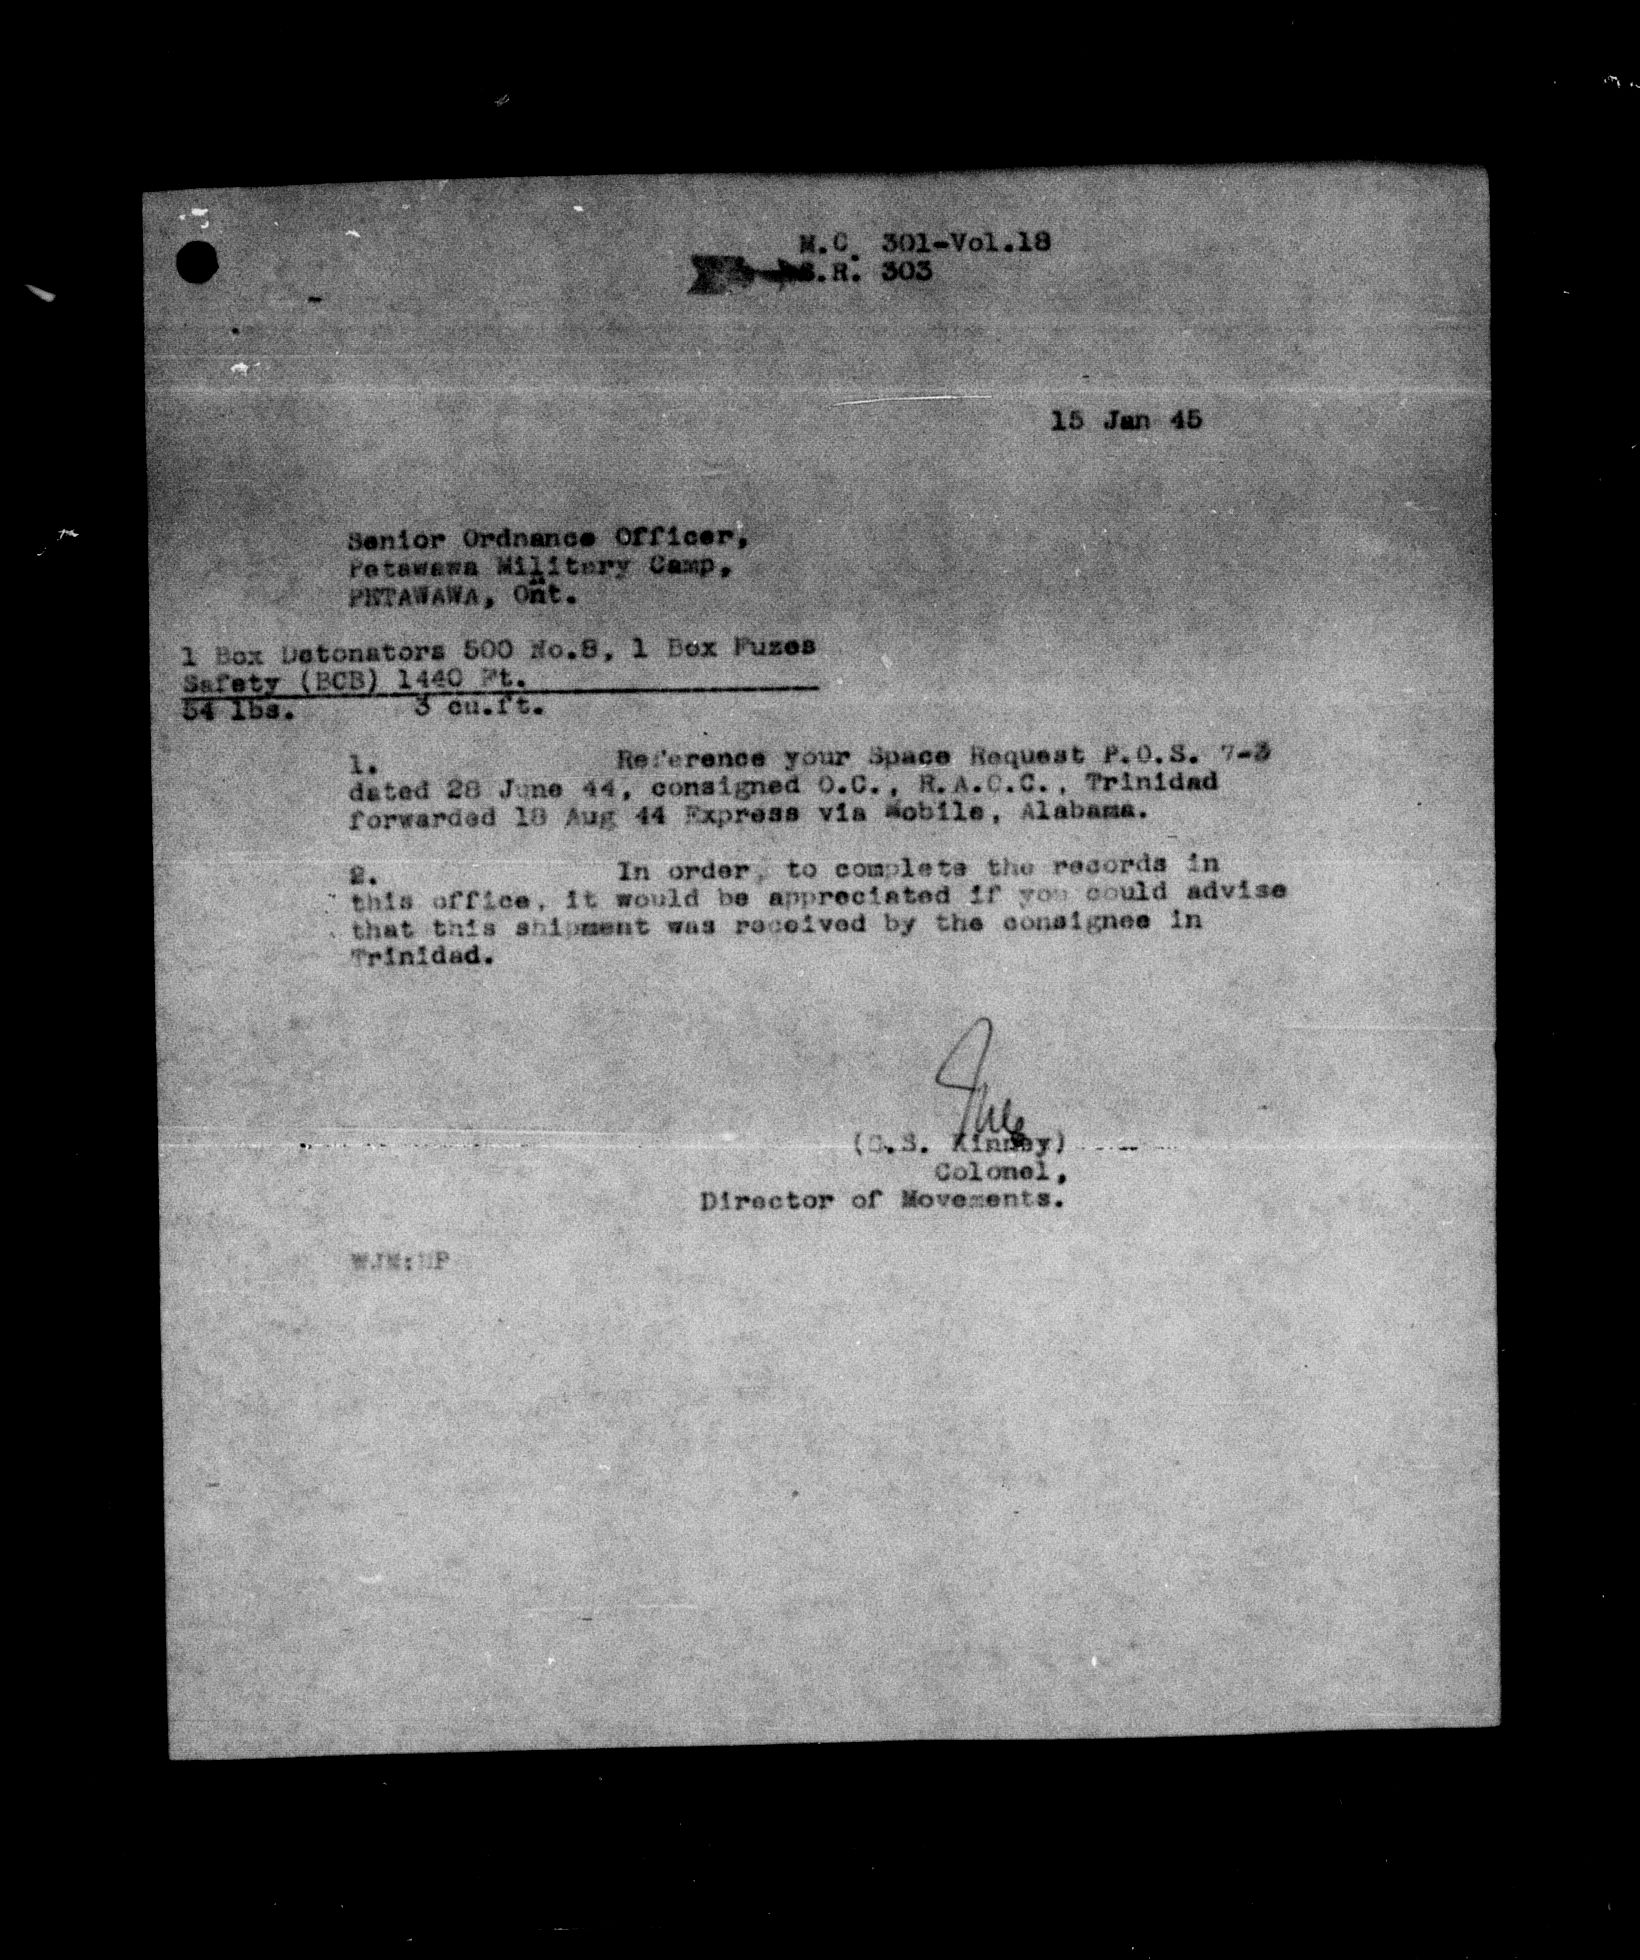 M.C. 301-Vol.18
S.R. 303
15 Jan 45
Senior Ordnance Officer,
Petawawa Military Camp,
PETAWAWA, Ont.
1 Box Detonators 500 No.8, 1 Box Fuzes
Safety (BCB) 1440 Ft.
54 lbs. 3 cu.ft.
1. Reference your Space Request P.O.S. 7-3
dated 28 June 44, consigned O.C., R.A.C.C., Trinidad
forwarded 18 Aug 44 Express via Mobile, Alabama.
2. In order, to complete the records in
this office, it would be appreciated if you could advise
that this shipment was received by the consignee in
Trinidad.
Kinney)
Colonel,
Director of Movements.